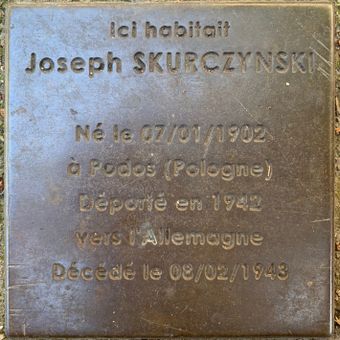 Ici habitait
Joseph SKURCZYNSKI
Né le 07/01/1902
à Podos (Pologne)
Déporté en 1942
vers l'Allemagne
Décédé le 08/02/1943